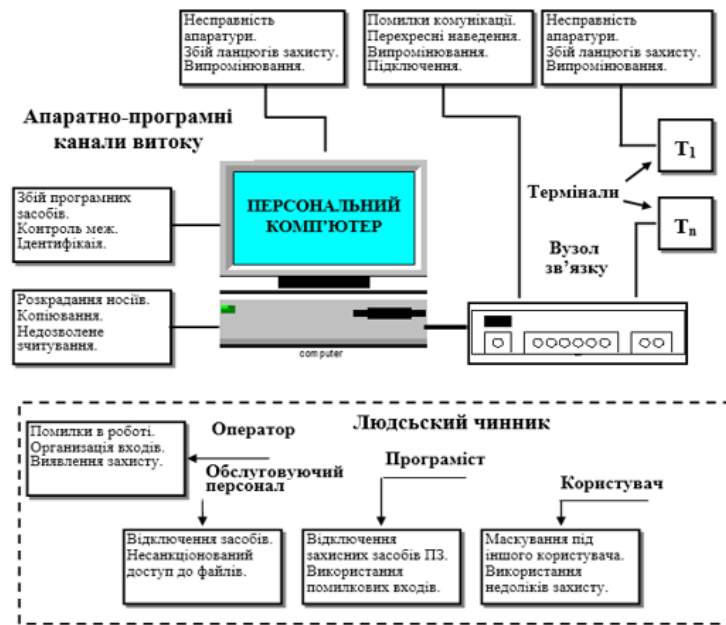 Несправність
апаратури.
Збій ланцюгів захисту.
Випромінювання.
Помилки комунікації.
Перехресні наведення.
Випромінювання.
Підключення.
Несправність
апаратури.
Збій ланцюгів захисту.
Випромінювання.
Апаратно-програмні
канали витоку
T1
Термінали
Tn
Збій програмних
засобів.
Контроль меж.
Ідентифікаія.
ПЕРСОНАЛЬНИЙ
КОМП’ЮТЕР
Вузол
зв’язку
Розкрадання носіїв.
Копіювання.
Недозволене
зчитування.
computer
Людсьский чинник
Помилки в роботі.
Организація входів.
Виявлення захисту.
Оператор
Обслуговуючий
персонал
Програміст
Користувач
Відключення засобів.
Несанкціонований
доступ до файлів.
Відключення
захисних засобів ПЗ.
Використання
помилкових входів.
Маскування під
іншого користувача.
Використання
недоліків захисту.